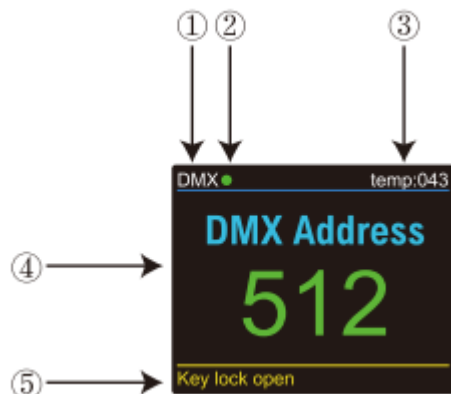 ① ② ③
DMX temp:043
DMX Address
④ 512
⑤ Key lock open